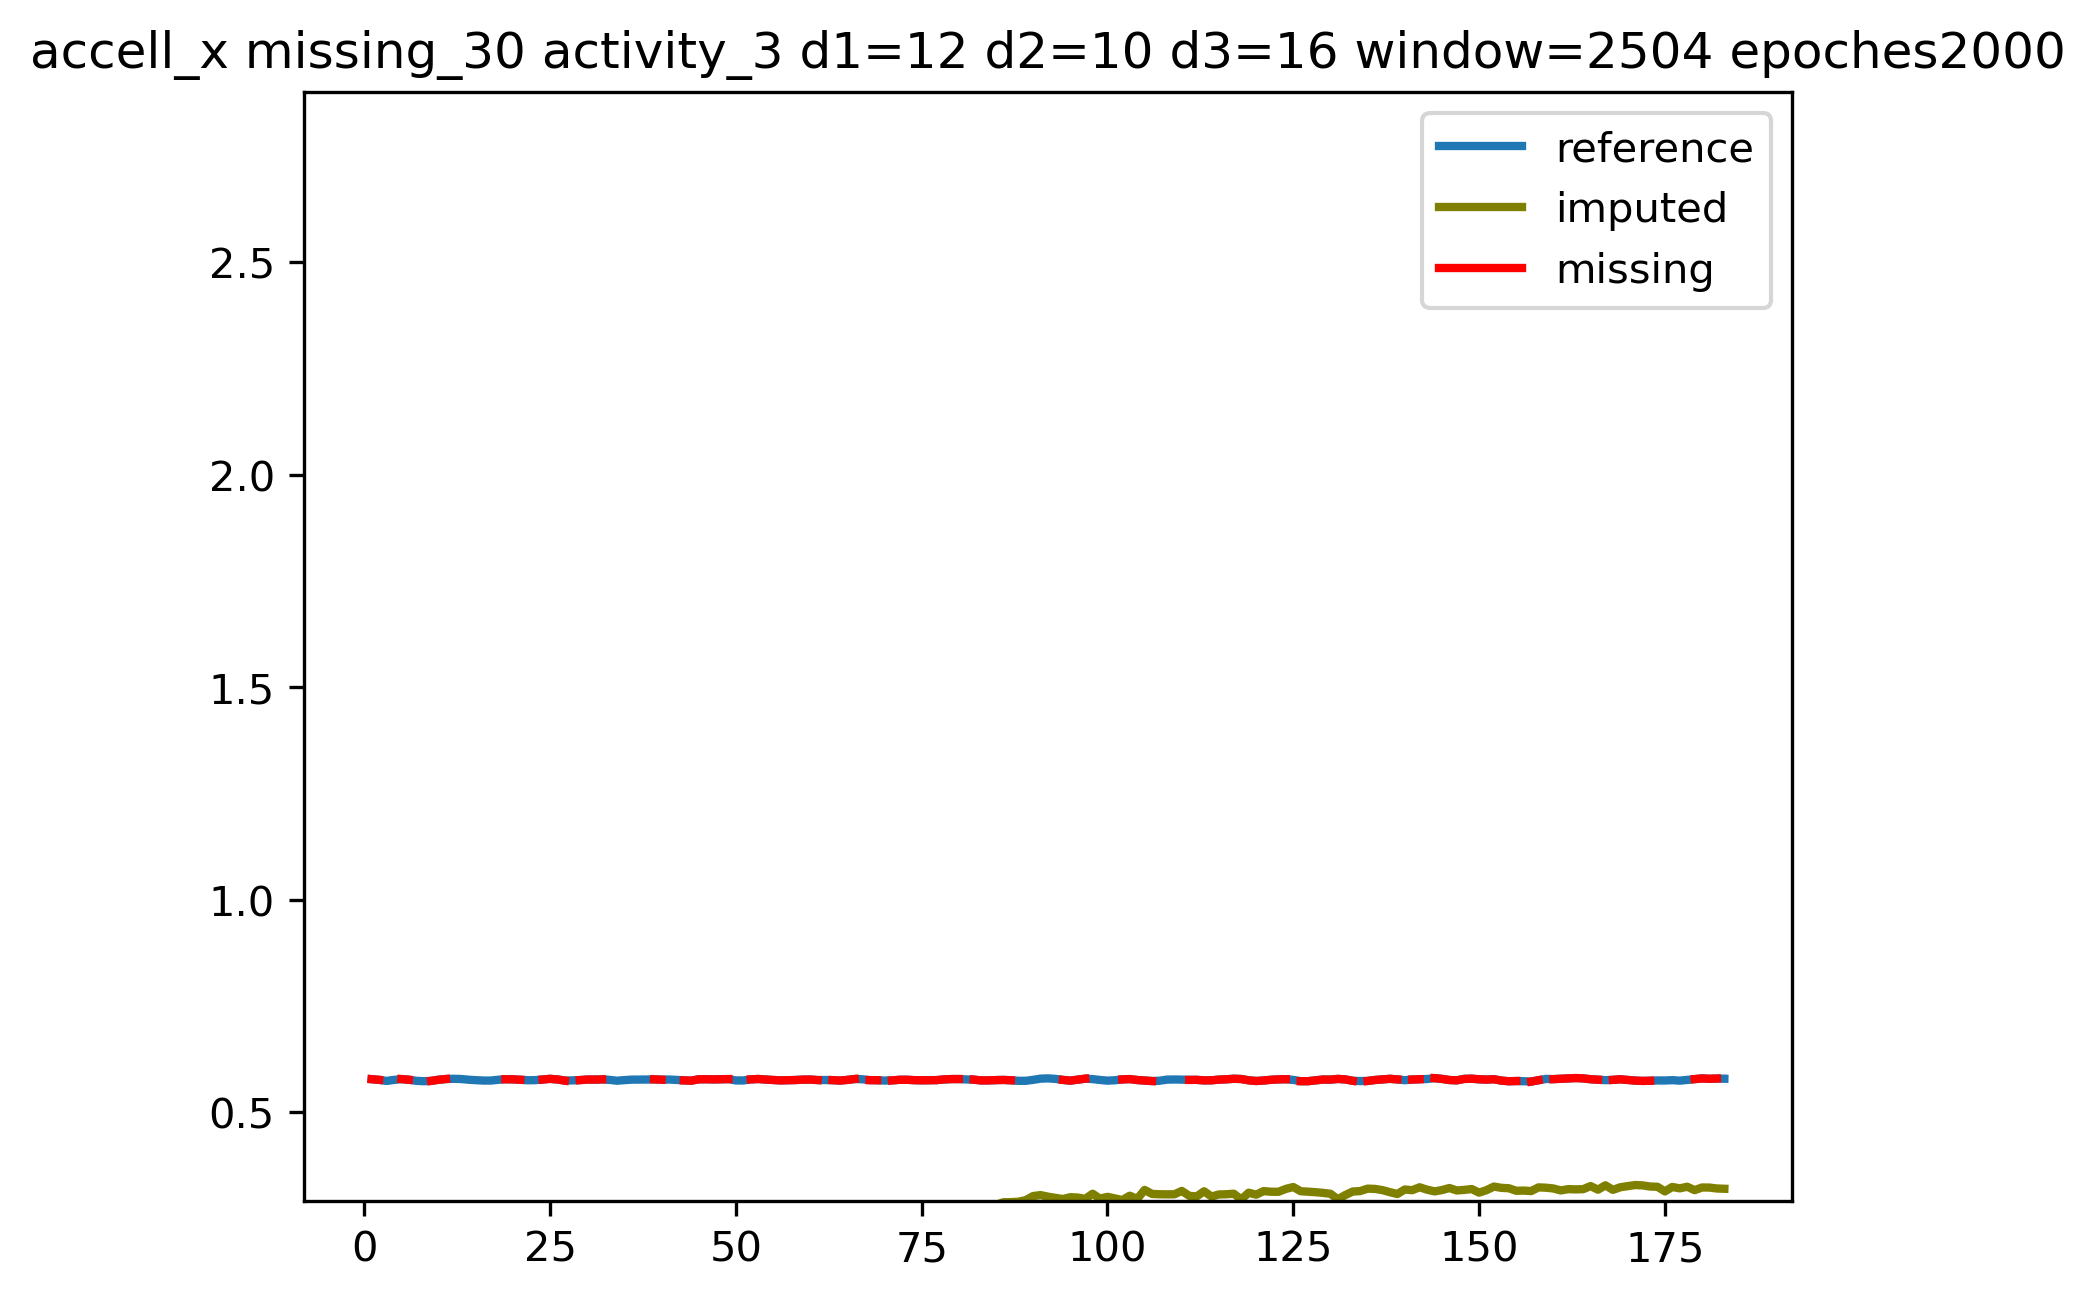 accell_x missing_30 activity_3 d1=12 d2=10 d3=16 window=2504 epoches2000
reference
imputed
missing
2.5
2.0
1.5
1.0
0.5
0 25 50 75 100 125 150 175